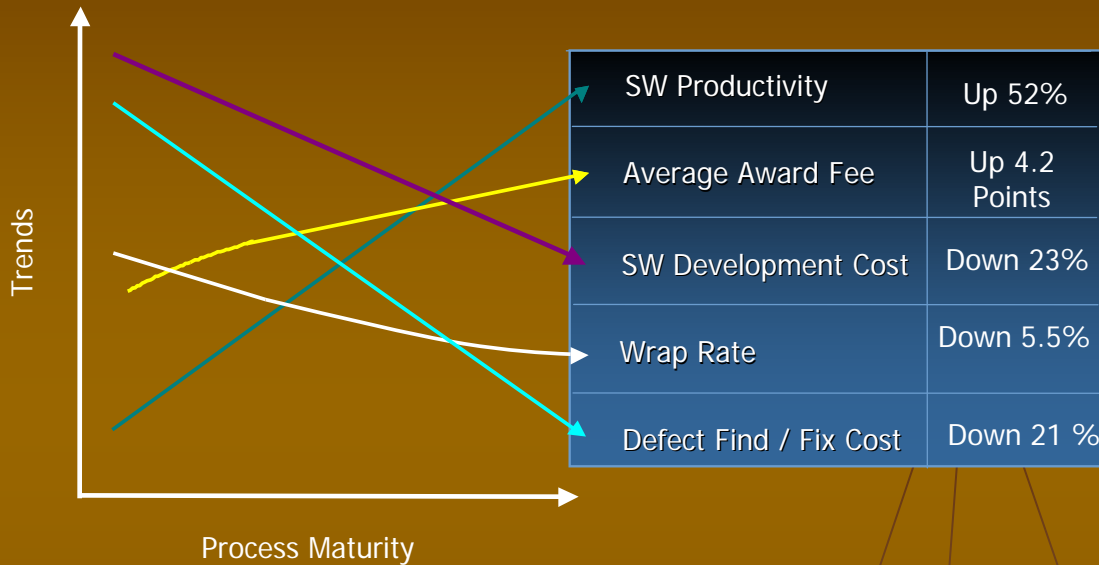 Trends
Process Maturity
SW Productivity
Up 52%
Average Award Fee
Up 4.2
Points
SW Development Cost
Down 23%
Wrap Rate
Down 5.5%
Defect Find / Fix Cost
Down 21 %